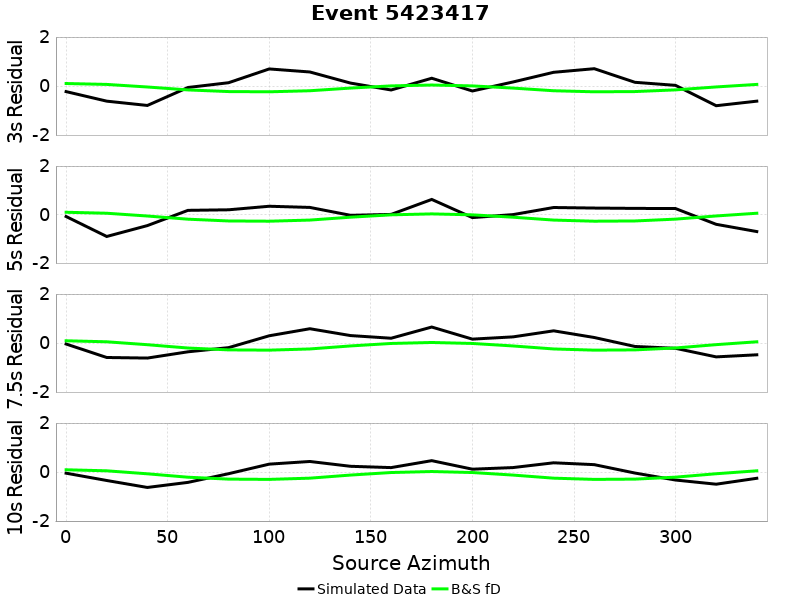 Event 5423417
3s Residual
2
0
-2
5s Residual
2
0
-2
7.5s Residual
2
0
-2
10s Residual
2
0
-2
0 50 100 150 200 250 300
Source Azimuth
Simulated Data B&S fD